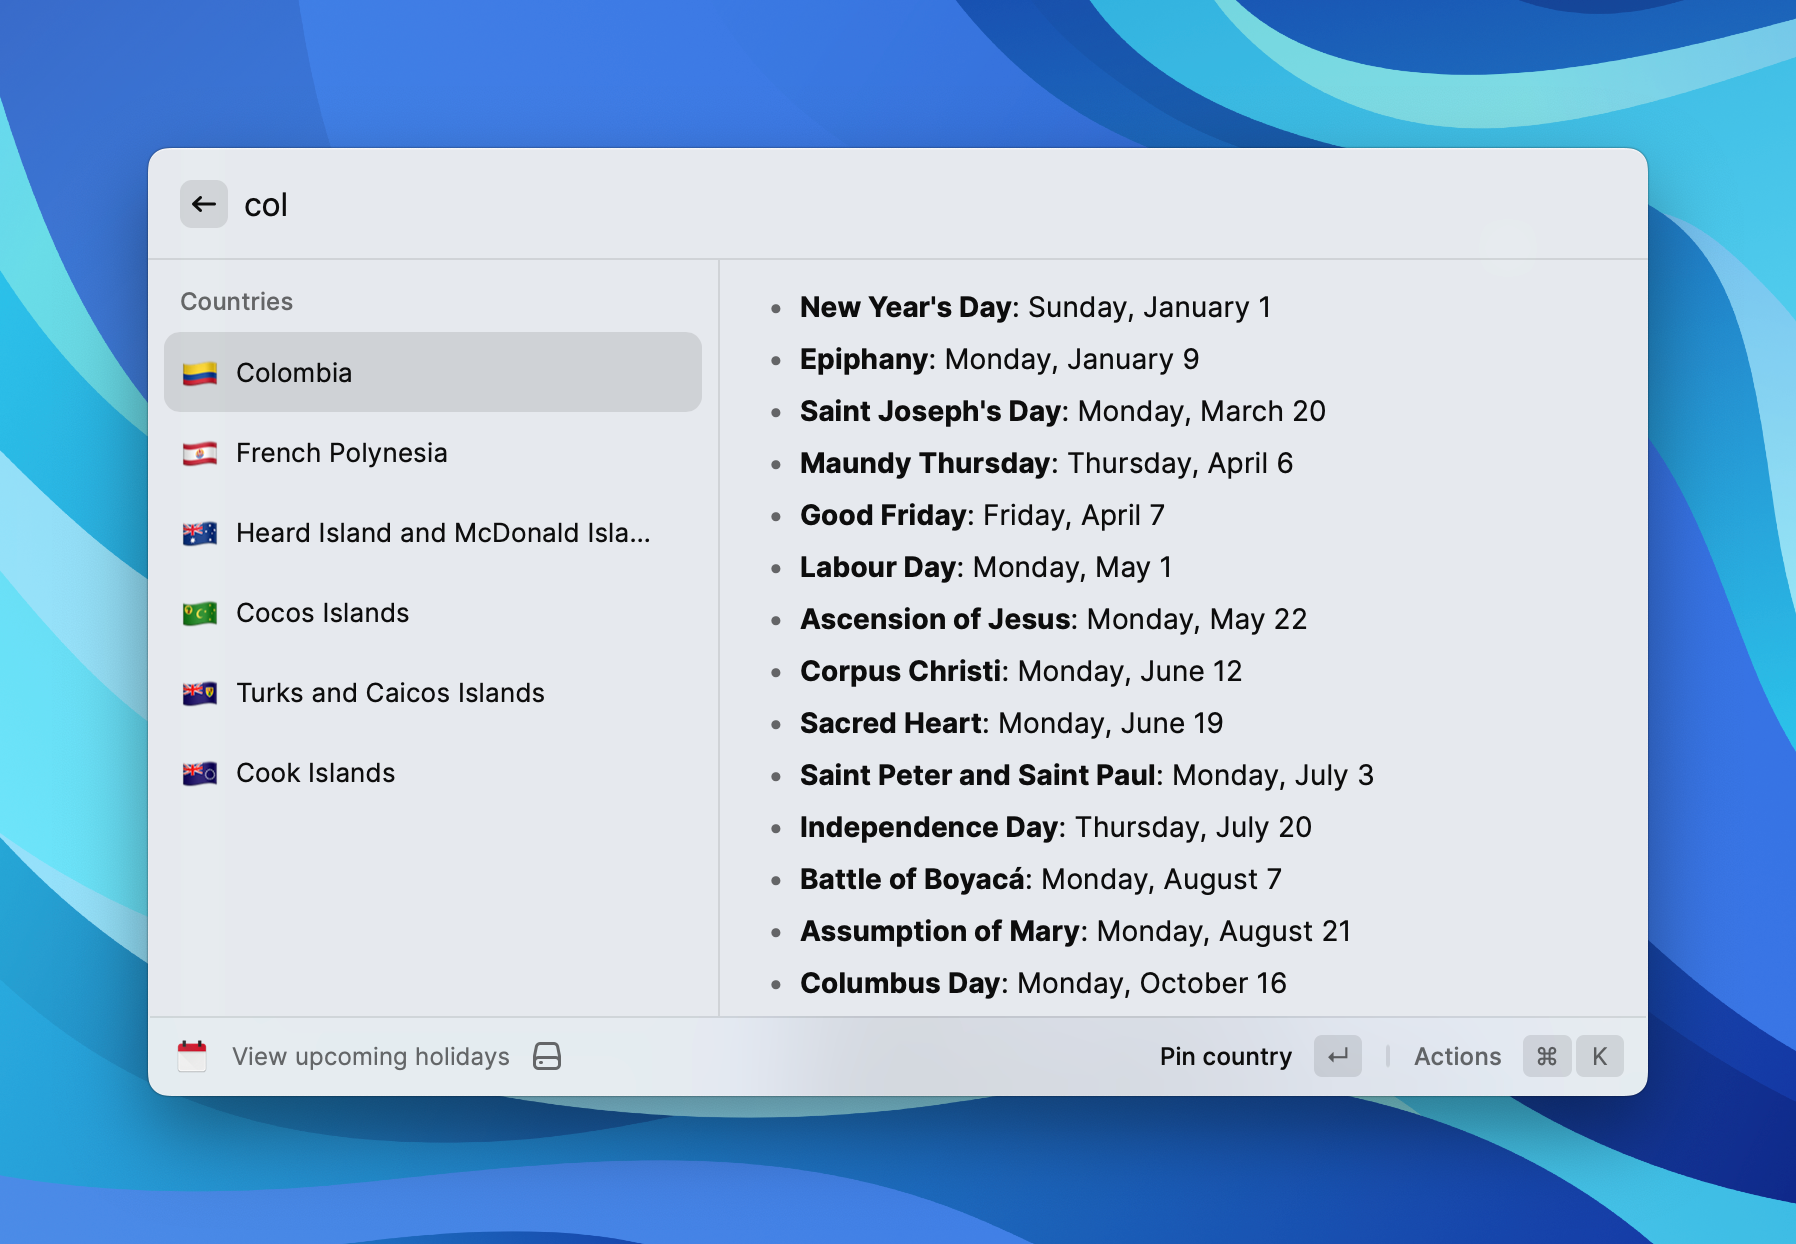 col
Countries
Colombia
French Polynesia
Heard Island and McDonald Isla...
Cocos Islands
Turks and Caicos Islands
Cook Islands
New Year's Day: Sunday, January 1
Epiphany: Monday, January 9
Saint Joseph's Day: Monday, March 20
Maundy Thursday: Thursday, April 6
Good Friday: Friday, April 7
Labour Day: Monday, May 1
Ascension of Jesus: Monday, May 22
Corpus Christi: Monday, June 12
Sacred Heart: Monday, June 19
Saint Peter and Saint Paul: Monday, July 3
Independence Day: Thursday, July 20
Battle of Boyacá: Monday, August 7
Assumption of Mary: Monday, August 21
Columbus Day: Monday, October 16
View upcoming holidays Pin country ↵ Actions ⌘ K